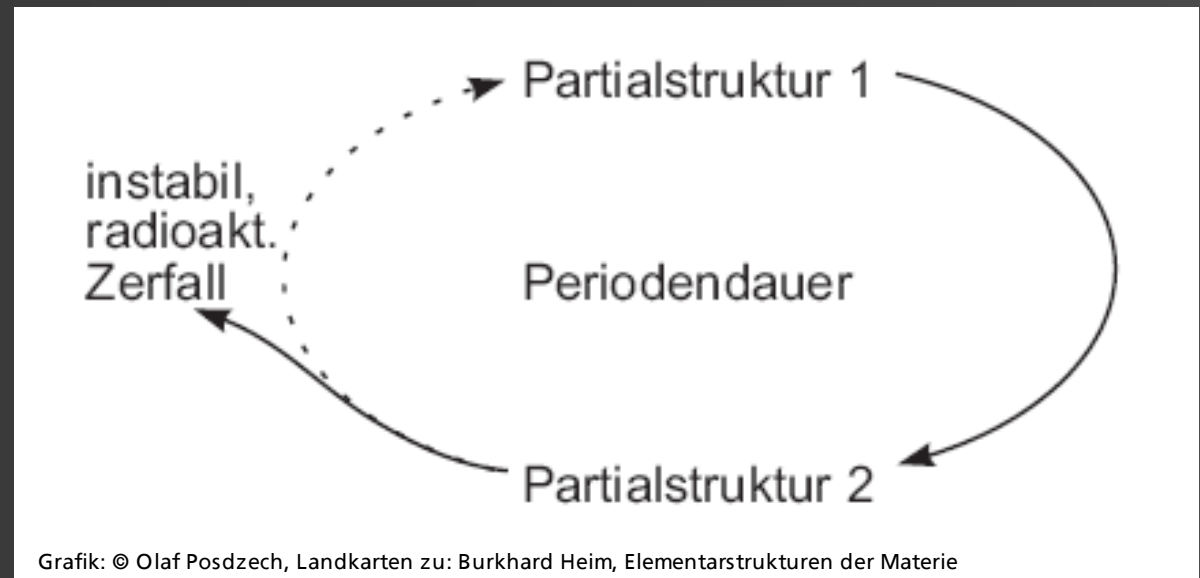 Partialstruktur 1
instabil,
radioakt.
Zerfall
Periodendauer
Partialstruktur 2
Grafik: © Olaf Posdzech, Landkarten zu: Burkhard Heim, Elementarstrukturen der Materie